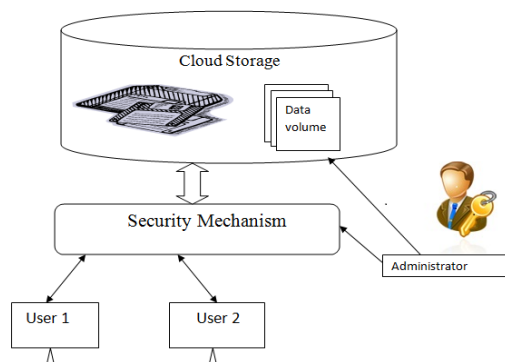 Cloud Storage
Data
volume
Security Mechanism
Administrator
User 1
User 2